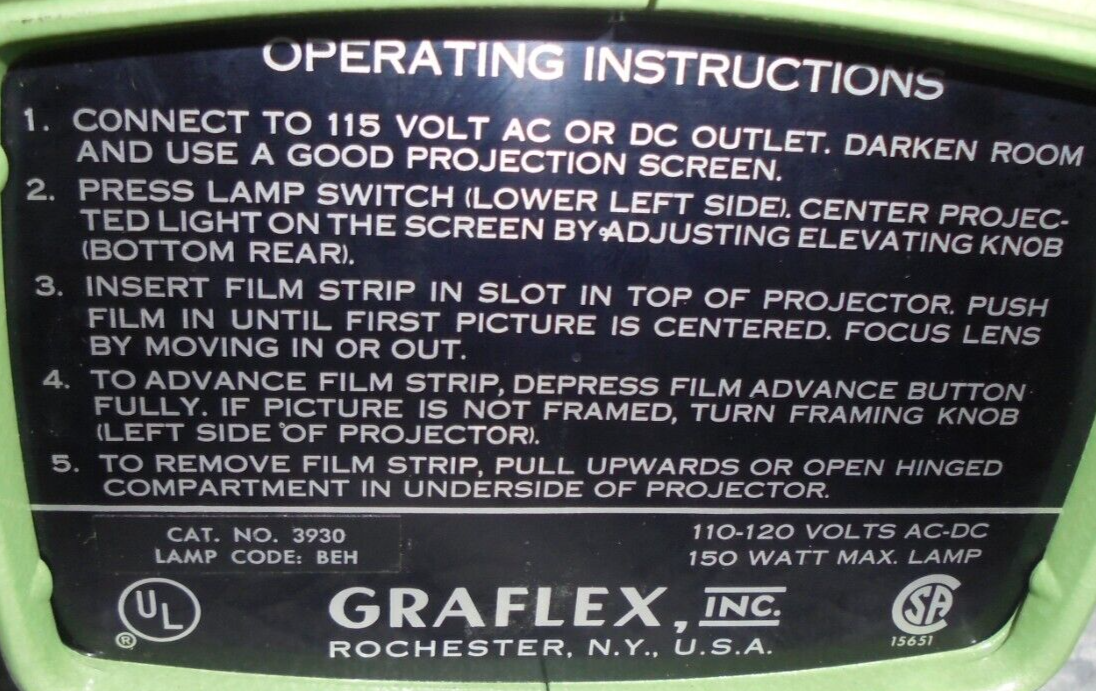 OPERATING INSTRUCTIONS
1. CONNECT TO 115 VOLT AC OR DC OUTLET. DARKEN ROOM
AND USE A GOOD PROJECTION SCREEN.
2. PRESS LAMP SWITCH (LOWER LEFT SIDE). CENTER PROJEC-
TED LIGHT ON THE SCREEN BY ADJUSTING ELEVATING KNOB
(BOTTOM REAR).
3. INSERT FILM STRIP IN SLOT IN TOP OF PROJECTOR. PUSH
FILM IN UNTIL FIRST PICTURE IS CENTERED. FOCUS LENS
BY MOVING IN OR OUT.
4. TO ADVANCE FILM STRIP, DEPRESS FILM ADVANCE BUTTON
FULLY. IF PICTURE IS NOT FRAMED, TURN FRAMING KNOB
(LEFT SIDE OF PROJECTOR).
5. TO REMOVE FILM STRIP, PULL UPWARDS OR OPEN HINGED
COMPARTMENT IN UNDERSIDE OF PROJECTOR.
CAT. NO. 3930
LAMP CODE: BEH
110-120 VOLTS AC-DC
150 WATT MAX. LAMP
UL
®
GRAFLEX, INC.
ROCHESTER, N.Y., U.S.A.
SA
15651